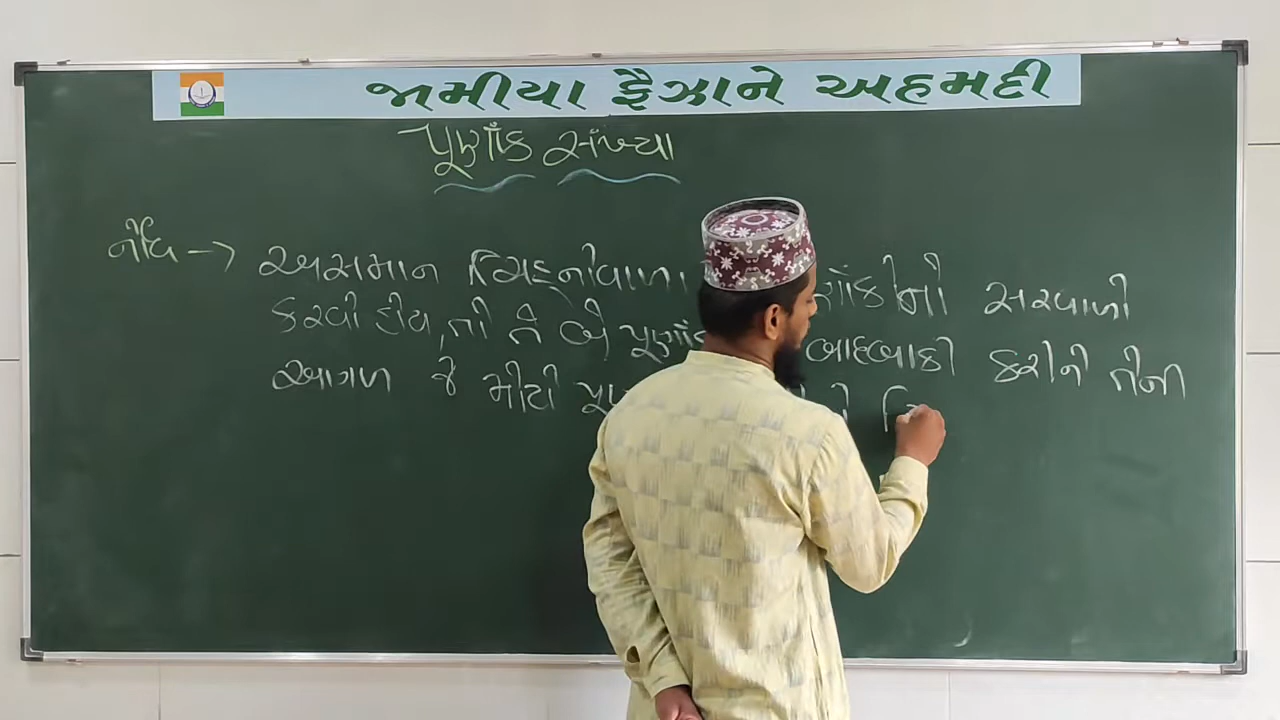 જામીયા ફૈઝાને અહમદી
પૂર્ણાંક સંખ્યા
નોંધ → અસમાન ચિહ્નોવાળા ર્ણાંકોનો સરવાળો
કરવો હોય, તો તે બે પૂર્ણાંક બાદબાકી કરીને તેની
આગળ જે મોટો પૂ